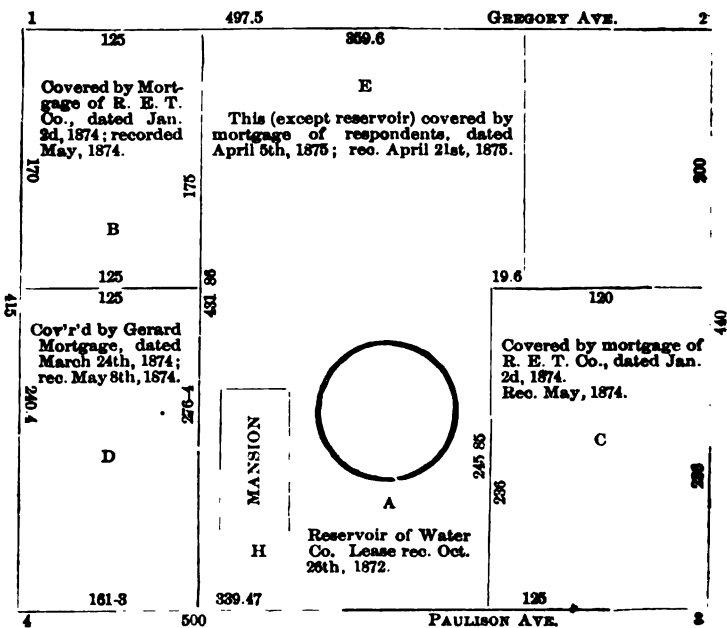 1 497.5 GREGORY AVE. 2
125 359.6
Covered by Mort-
gage of R. E. T.
Co., dated Jan.
2d, 1874; recorded
May, 1874.
E
This (except reservoir) covered by
mortgage of respondents, dated
April 5th, 1875; rec. April 21st, 1875.
170
175
200
B
125
125
415
431 86
19.6
120
440
Cov'r'd by Gerard
Mortgage, dated
March 24th, 1874;
rec. May 8th, 1874.
240.4
276-4
D
MANSION
H
A
Reservoir of Water
Co. Lease rec. Oct.
26th, 1872.
Covered by mortgage of
R. E. T. Co., dated Jan.
2d, 1874.
Rec. May, 1874.
C
245 85
236
161-3 339.47 125
4 500 PAULISON AVE. 3